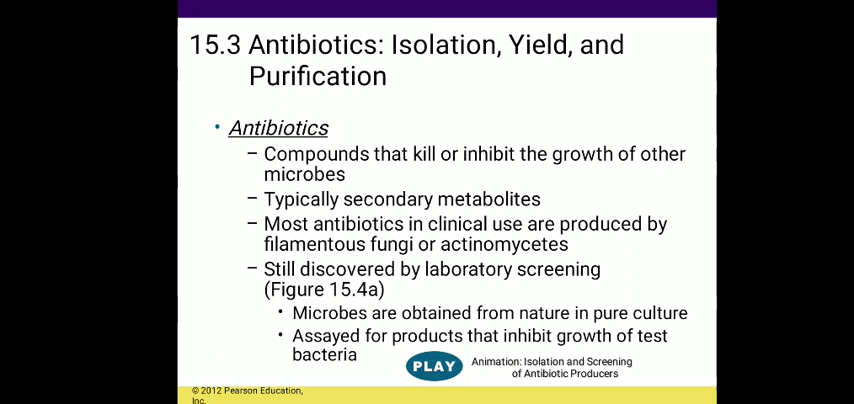 15.3 Antibiotics: Isolation, Yield, and
Purification
• Antibiotics
– Compounds that kill or inhibit the growth of other
microbes
– Typically secondary metabolites
– Most antibiotics in clinical use are produced by
filamentous fungi or actinomycetes
– Still discovered by laboratory screening
(Figure 15.4a)
• Microbes are obtained from nature in pure culture
• Assayed for products that inhibit growth of test
bacteria
PLAY
Animation: Isolation and Screening
of Antibiotic Producers
© 2012 Pearson Education,
Inc.